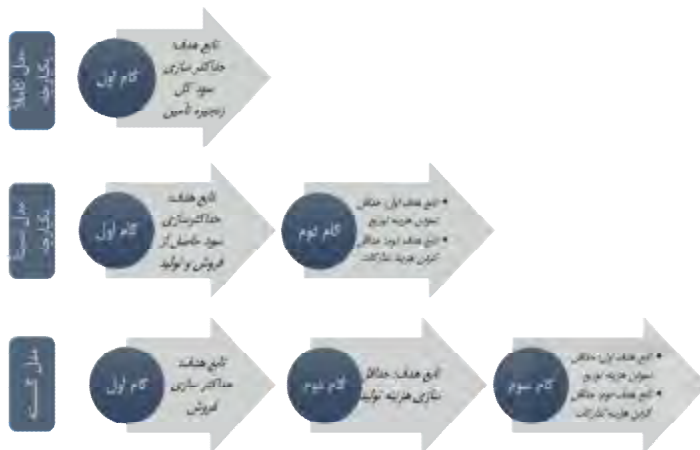 مدل کاملاً
یکپارچه
گام اول
تابع هدف:
حداکثر سازی
سود کل
زنجیره تأمین
مدل نسبتاً
یکپارچه
گام اول
تابع هدف:
حداکثرسازی
سود حاصل از
فروش و تولید
گام دوم
• تابع هدف اول: حداقل
نمودن هزینه توزیع
• تابع هدف دوم: حداقل
کردن هزینه تدارکات
مدل گسسته
گام اول
تابع هدف:
حداکثر سازی
فروش
گام دوم
تابع هدف: حداقل
سازی هزینه تولید
گام سوم
• تابع هدف اول: حداقل
نمودن هزینه توزیع
• تابع هدف دوم: حداقل
کردن هزینه تدارکات